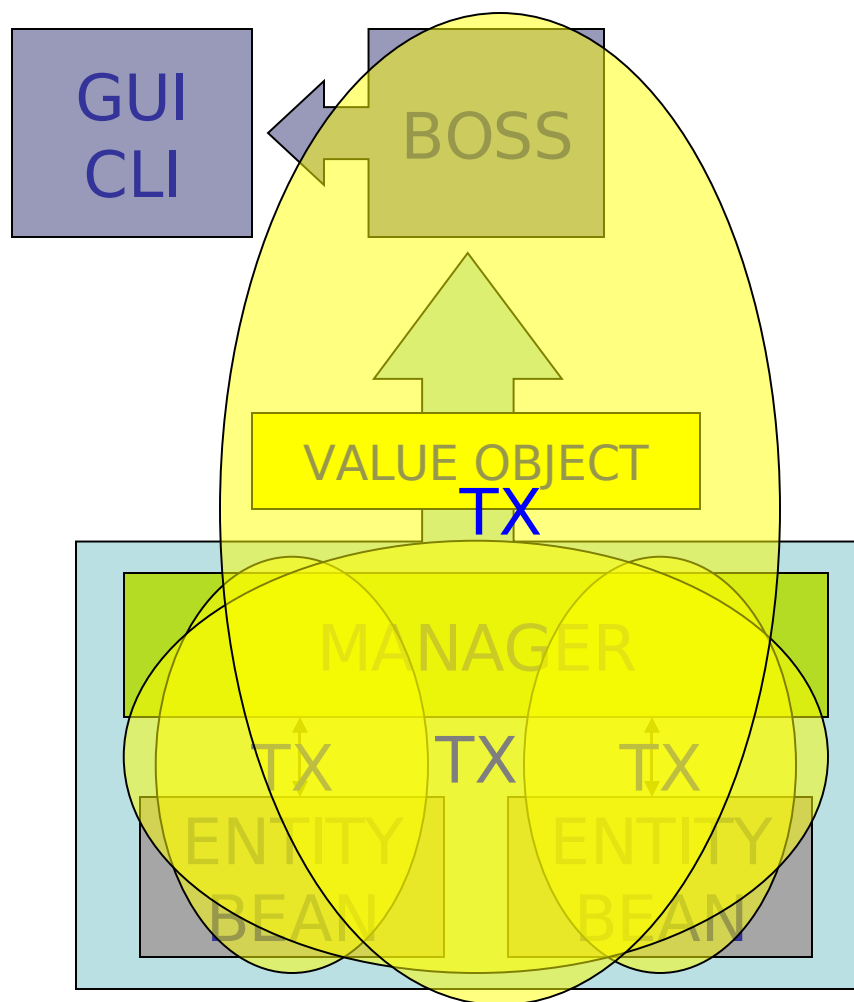 GUI
CLI
BOSS
VALUE OBJECT
TX
MANAGER
TX
TX
TX
ENTITY
BEAN
ENTITY
BEAN